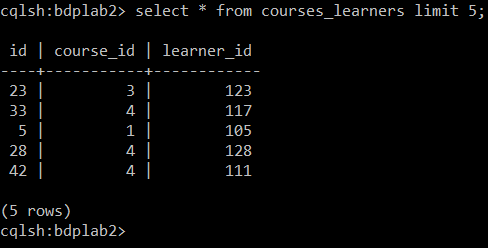 cqlsh:bdplab2> select * from courses_learners limit 5;
 id | course_id | learner_id
----+-----------+------------
 23 |         3 |        123
 33 |         4 |        117
  5 |         1 |        105
 28 |         4 |        128
 42 |         4 |        111
(5 rows)
cqlsh:bdplab2>